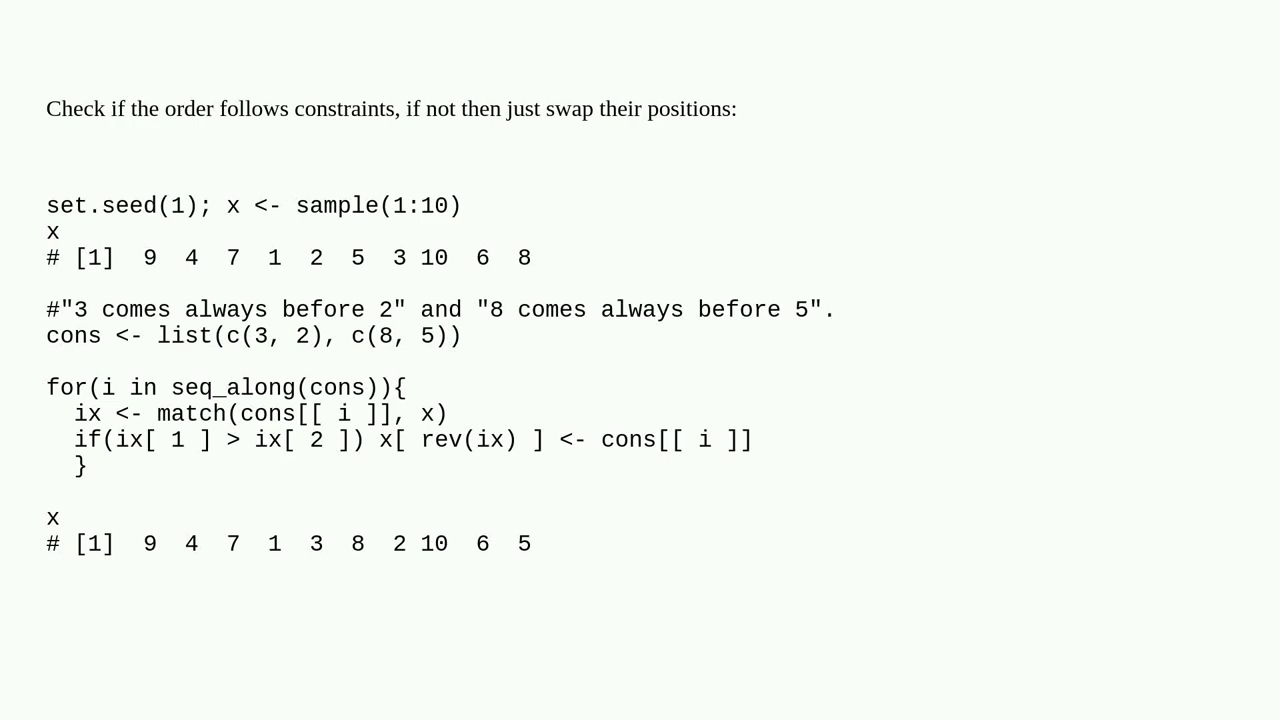 Check if the order follows constraints, if not then just swap their positions:
set.seed(1); x <- sample(1:10)
x
# [1]  9  4  7  1  2  5  3 10  6  8
#"3 comes always before 2" and "8 comes always before 5".
cons <- list(c(3, 2), c(8, 5))
for(i in seq_along(cons)){
  ix <- match(cons[[ i ]], x)
  if(ix[ 1 ] > ix[ 2 ]) x[ rev(ix) ] <- cons[[ i ]]
  }
x
# [1]  9  4  7  1  3  8  2 10  6  5